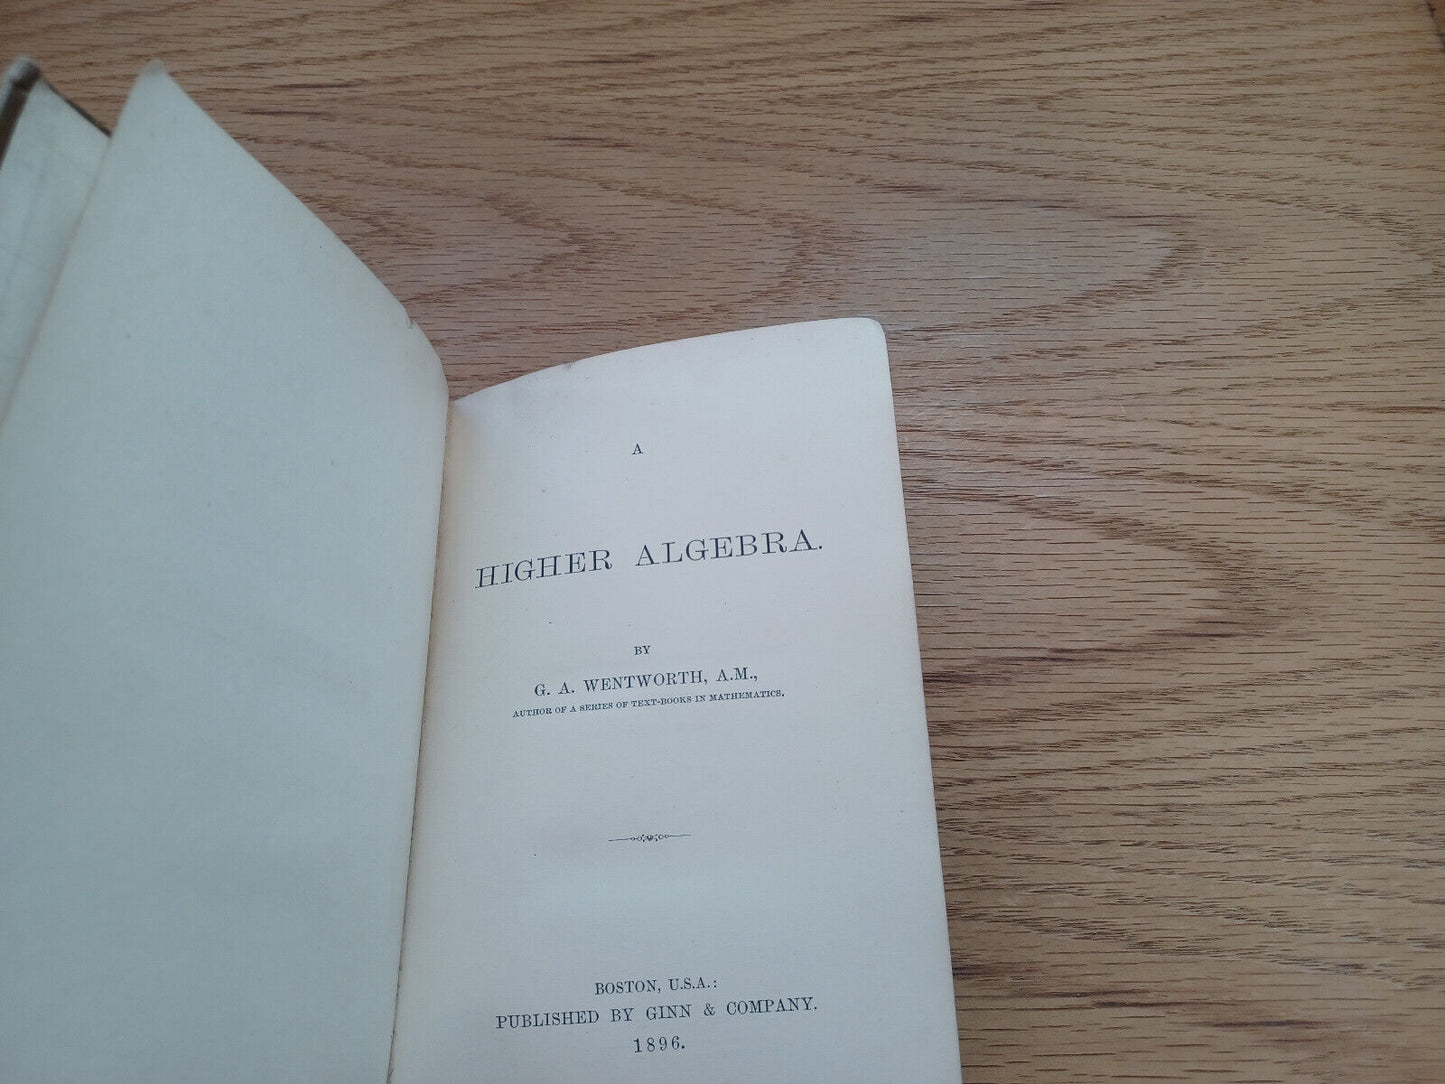 A
HIGHER ALGEBRA.
BY
G. A. WENTWORTH, A.M.,
AUTHOR OF A SERIES OF TEXT-BOOKS IN MATHEMATICS.
BOSTON, U.S.A.:
PUBLISHED BY GINN & COMPANY.
1896.